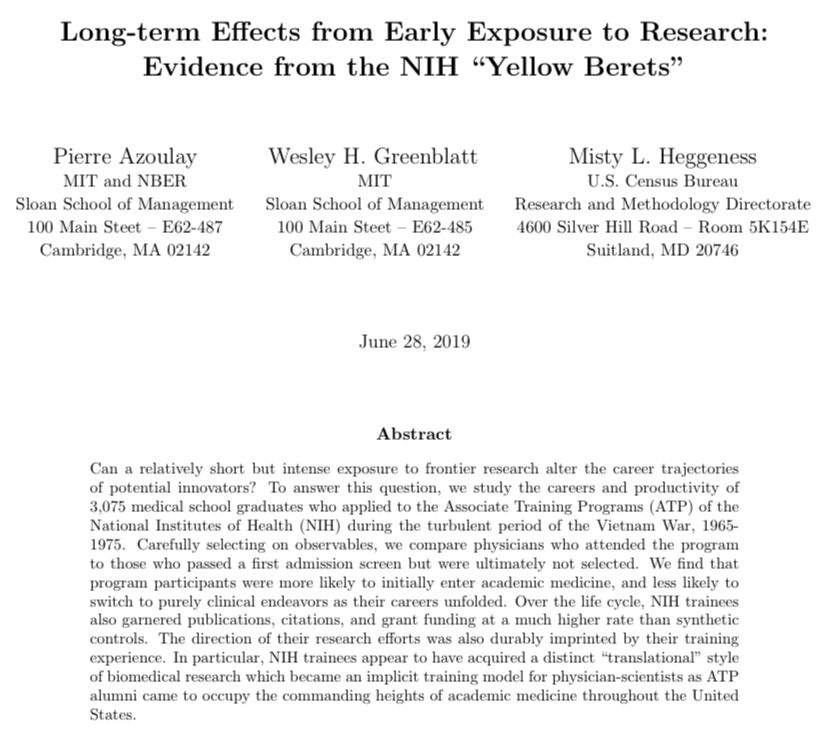 Long-term Effects from Early Exposure to Research:
Evidence from the NIH “Yellow Berets”
Pierre Azoulay
MIT and NBER
Sloan School of Management
100 Main Steet – E62-487
Cambridge, MA 02142
Wesley H. Greenblatt
MIT
Sloan School of Management
100 Main Steet – E62-485
Cambridge, MA 02142
Misty L. Heggeness
U.S. Census Bureau
Research and Methodology Directorate
4600 Silver Hill Road – Room 5K154E
Suitland, MD 20746
June 28, 2019
Abstract
Can a relatively short but intense exposure to frontier research alter the career trajectories
of potential innovators? To answer this question, we study the careers and productivity of
3,075 medical school graduates who applied to the Associate Training Programs (ATP) of the
National Institutes of Health (NIH) during the turbulent period of the Vietnam War, 1965-
1975. Carefully selecting on observables, we compare physicians who attended the program
to those who passed a first admission screen but were ultimately not selected. We find that
program participants were more likely to initially enter academic medicine, and less likely to
switch to purely clinical endeavors as their careers unfolded. Over the life cycle, NIH trainees
also garnered publications, citations, and grant funding at a much higher rate than synthetic
controls. The direction of their research efforts was also durably imprinted by their training
experience. In particular, NIH trainees appear to have acquired a distinct “translational” style
of biomedical research which became an implicit training model for physician-scientists as ATP
alumni came to occupy the commanding heights of academic medicine throughout the United
States.